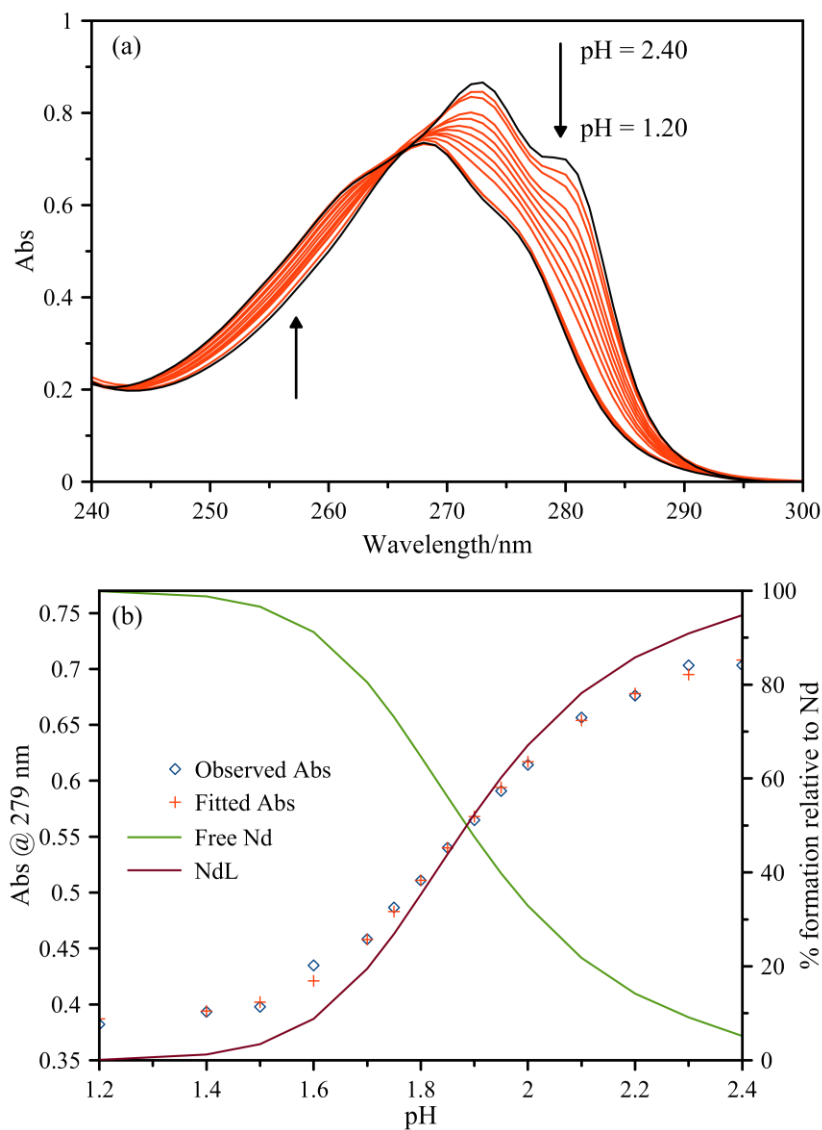 (a)
pH = 2.40
pH = 1.20
Abs
1
0.8
0.6
0.4
0.2
0
240 250 260 270 280 290 300
Wavelength/nm
(b)
Abs @ 279 nm
0.75
0.7
0.65
0.6
0.55
0.5
0.45
0.4
0.35
Observed Abs
Fitted Abs
Free Nd
NdL
% formation relative to Nd
100
80
60
40
20
0
1.2 1.4 1.6 1.8 2 2.2 2.4
pH